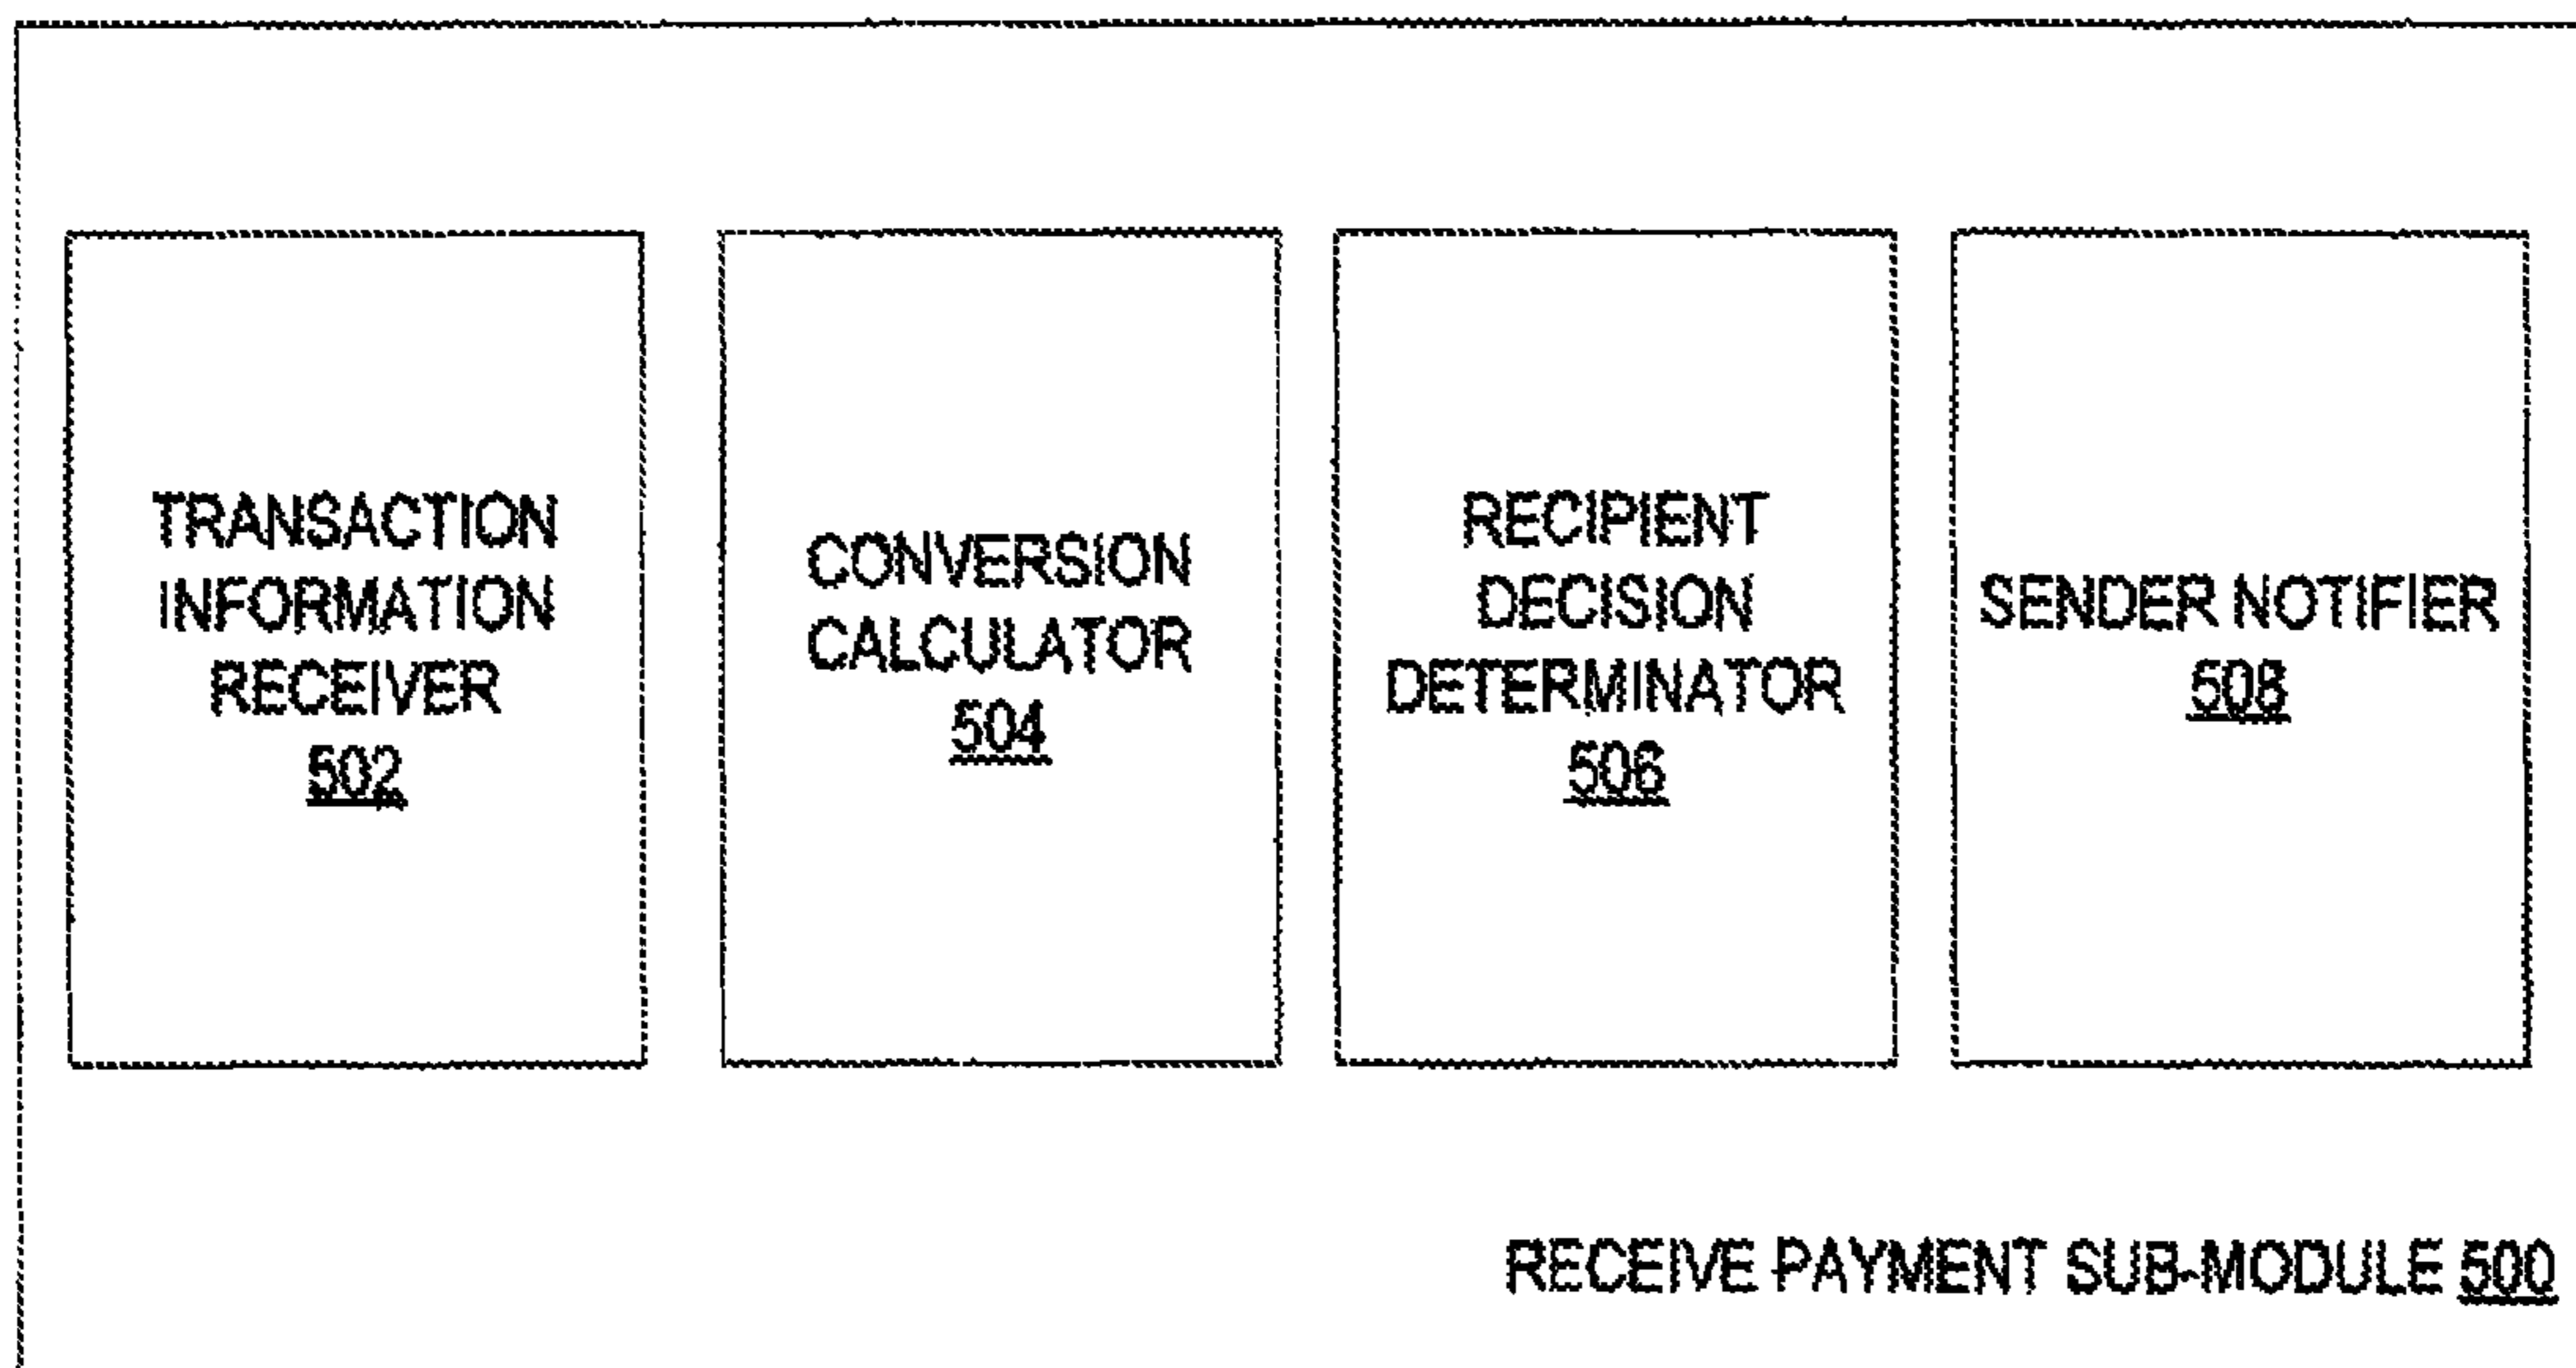 TRANSACTION
INFORMATION
RECEIVER
502
CONVERSION
CALCULATOR
504
RECIPIENT
DECISION
DETERMINATOR
506
SENDER NOTIFIER
508
RECEIVE PAYMENT SUB-MODULE 500